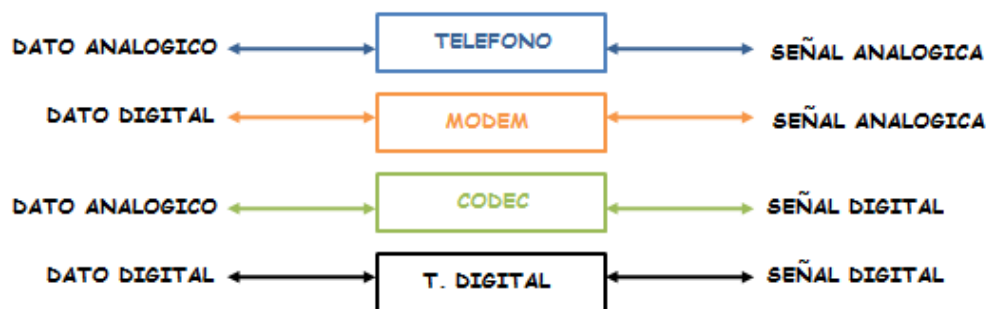 DATO ANALOGICO TELEFONO SEÑAL ANALOGICA
DATO DIGITAL MODEM SEÑAL ANALOGICA
DATO ANALOGICO CODEC SEÑAL DIGITAL
DATO DIGITAL T. DIGITAL SEÑAL DIGITAL